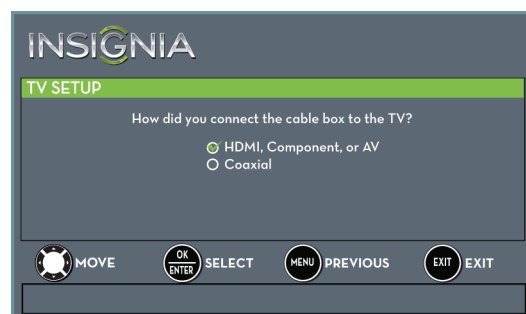 INSIGNIA
TV SETUP
How did you connect the cable box to the TV?
HDMI, Component, or AV
Coaxial
MOVE OK ENTER SELECT MENU PREVIOUS EXIT EXIT